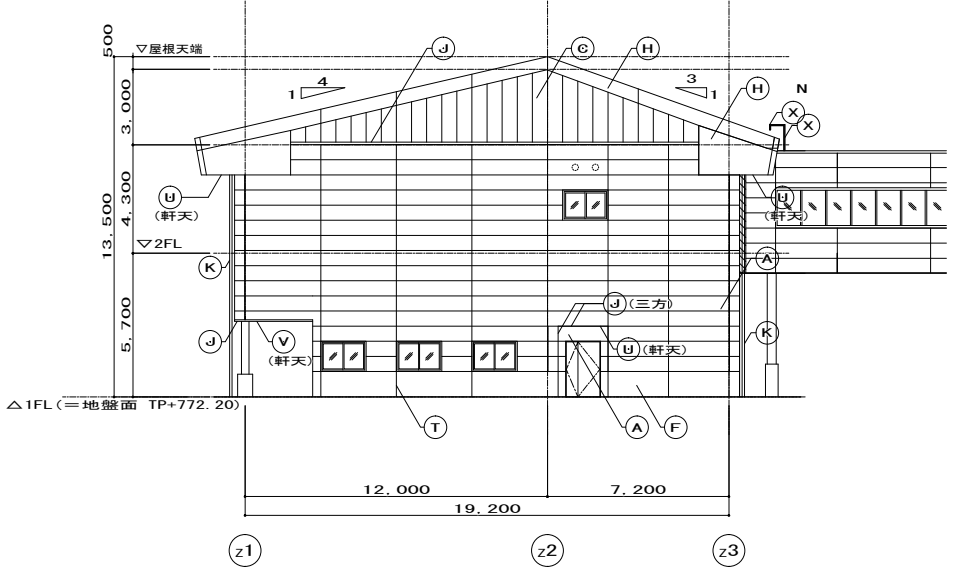 500
▽屋根天端
J
C
H
4
1
3
1
H
N
X
X
3,000
U
(軒天)
U
(軒天)
4,300
13,500
▽2FL
A
K
J(三方)
K
5,700
J
V
(軒天)
U(軒天)
△1FL(=地盤面 TP+772.20)
T
A
F
12,000
7,200
19,200
z1
z2
z3